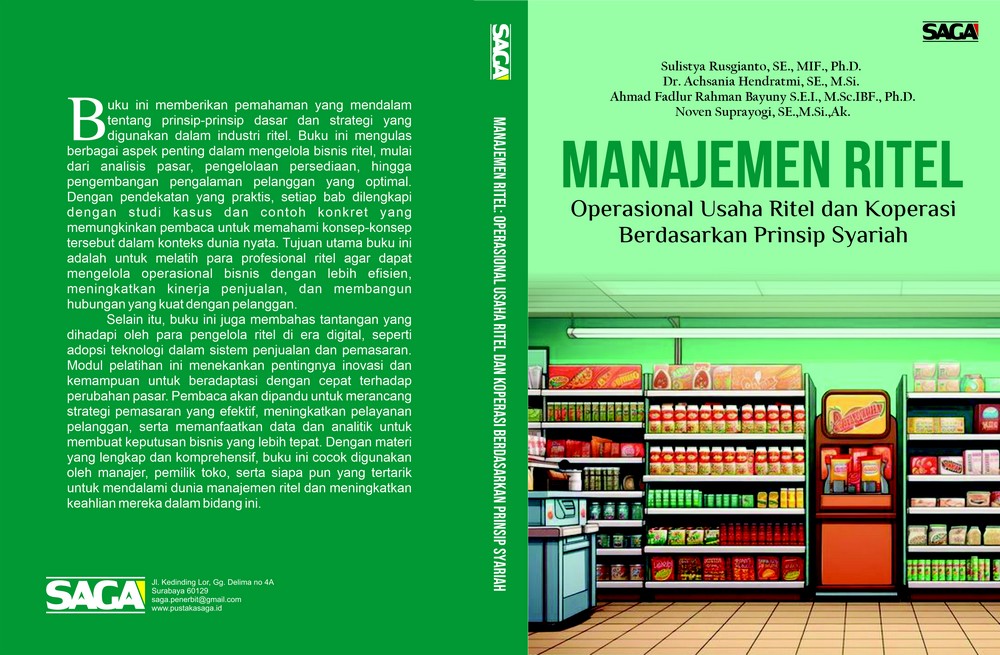 Buku ini memberikan pemahaman yang mendalam
tentang prinsip-prinsip dasar dan strategi yang
digunakan dalam industri ritel. Buku ini mengulas
berbagai aspek penting dalam mengelola bisnis ritel, mulai
dari analisis pasar, pengelolaan persediaan, hingga
pengembangan pengalaman pelanggan yang optimal.
Dengan pendekatan yang praktis, setiap bab dilengkapi
dengan studi kasus dan contoh konkret yang
memungkinkan pembaca untuk memahami konsep-konsep
tersebut dalam konteks dunia nyata. Tujuan utama buku ini
adalah untuk melatih para profesional ritel agar dapat
mengelola operasional bisnis dengan lebih efisien,
meningkatkan kinerja penjualan, dan membangun
hubungan yang kuat dengan pelanggan.
Selain itu, buku ini juga membahas tantangan yang
dihadapi oleh para pengelola ritel di era digital, seperti
adopsi teknologi dalam sistem penjualan dan pemasaran.
Modul pelatihan ini menekankan pentingnya inovasi dan
kemampuan untuk beradaptasi dengan cepat terhadap
perubahan pasar. Pembaca akan dipandu untuk merancang
strategi pemasaran yang efektif, meningkatkan pelayanan
pelanggan, serta memanfaatkan data dan analitik untuk
membuat keputusan bisnis yang lebih tepat. Dengan materi
yang lengkap dan komprehensif, buku ini cocok digunakan
oleh manajer, pemilik toko, serta siapa pun yang tertarik
untuk mendalami dunia manajemen ritel dan meningkatkan
keahlian mereka dalam bidang ini.
SAGA
Jl. Kedinding Lor, Gg. Delima no 4A
Surabaya 60129
saga.penerbit@gmail.com
www.pustakasaga.id
SAGA
MANAJEMEN RITEL: OPERASIONAL USAHA RITEL DAN KOPERASI BERDASARKAN PRINSIP SYARIAH
SAGA
Sulistya Rusgianto, SE., MIF., Ph.D.
Dr. Achsania Hendratmi, SE., M.Si.
Ahmad Fadlur Rahman Bayuny S.E.I., M.Sc.IBF., Ph.D.
Noven Suprayogi, SE.,M.Si.,Ak.
MANAJEMEN RITEL
Operasional Usaha Ritel dan Koperasi
Berdasarkan Prinsip Syariah